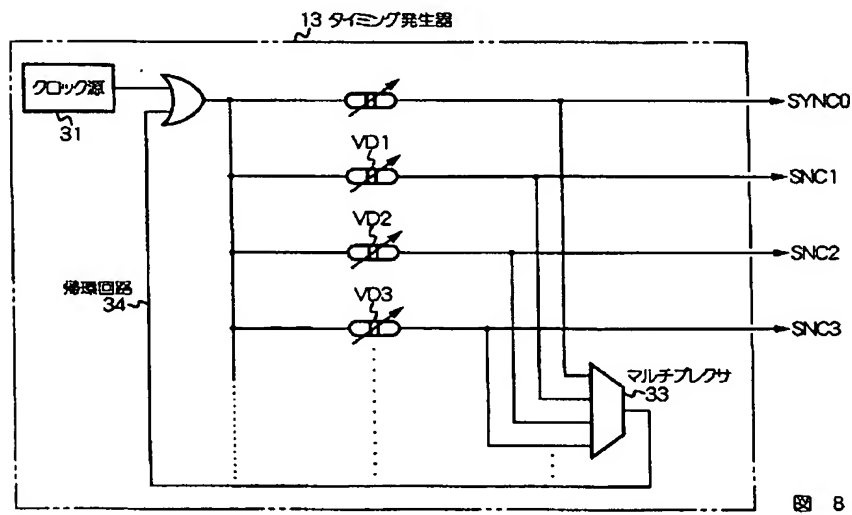 13 タイミング発生器
クロック源
31
SYNC0
VD1
SNC1
VD2
SNC2
帰環回路
34
VD3
SNC3
マルチプレクサ
33
図 8